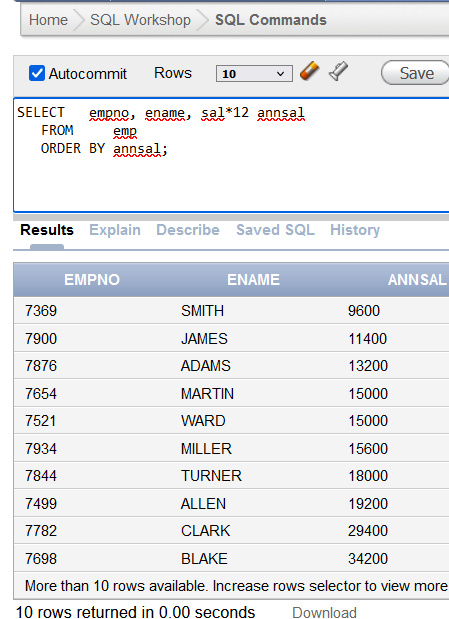 Home SQL Workshop SQL Commands
Autocommit Rows 10 Save
SELECT empno, ename, sal*12 annsal
FROM emp
ORDER BY annsal;
Results Explain Describe Saved SQL History
EMPNO ENAME ANNSAL
7369 SMITH 9600
7900 JAMES 11400
7876 ADAMS 13200
7654 MARTIN 15000
7521 WARD 15000
7934 MILLER 15600
7844 TURNER 18000
7499 ALLEN 19200
7782 CLARK 29400
7698 BLAKE 34200
More than 10 rows available. Increase rows selector to view more
10 rows returned in 0.00 seconds Download